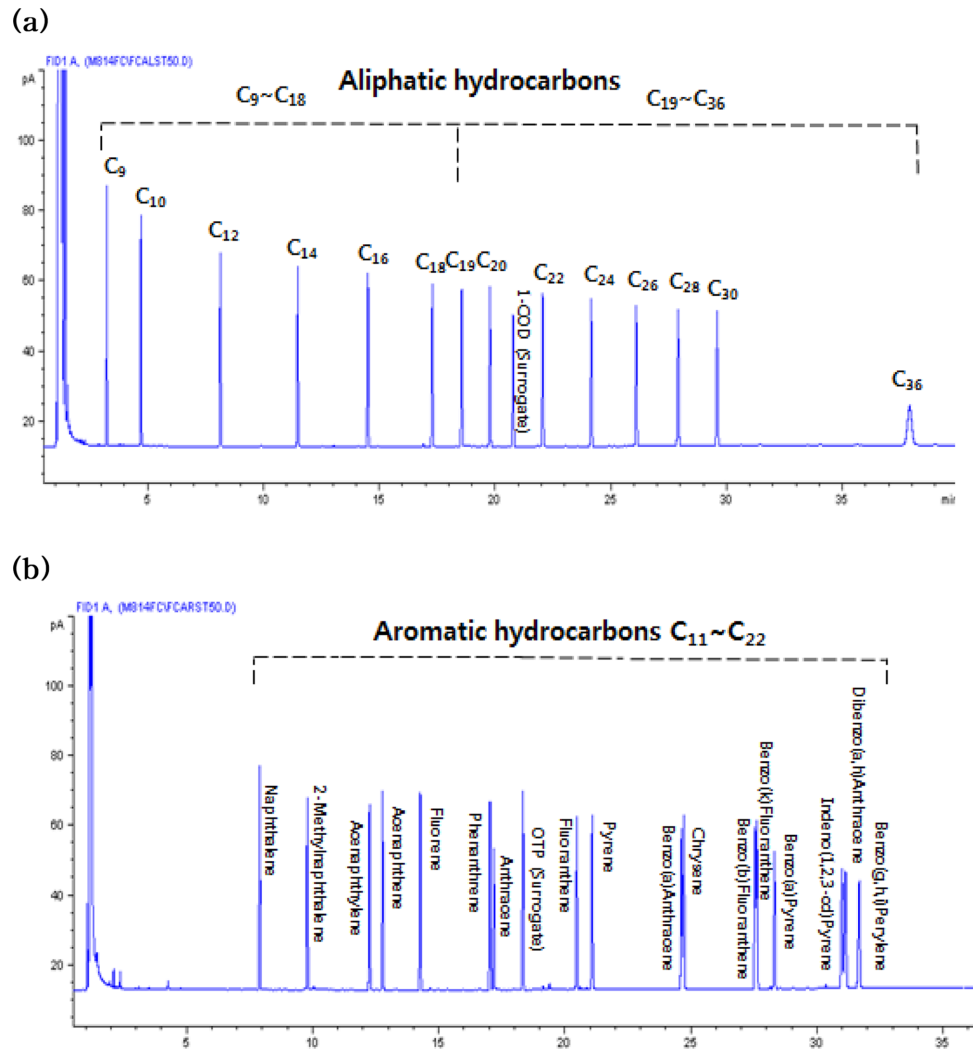 (a)
FID1 A, (M814FC\FCALST50.D)
pA
Aliphatic hydrocarbons
C₉~C₁₈
C₁₉~C₃₆
100
80
60
40
20
C₉
C₁₀
C₁₂
C₁₄
C₁₆
C₁₈
C₁₉
C₂₀
1-COD (Surrogate)
C₂₂
C₂₄
C₂₆
C₂₈
C₃₀
C₃₆
5
10
15
20
25
30
35
min
(b)
FID1 A, (M814FC\FCARST50.D)
pA
Aromatic hydrocarbons C₁₁~C₂₂
100
80
60
40
20
Naphthalene
2-Methylnaphthalene
Acenaphthylene
Acenaphthene
Fluorene
Phenanthrene
Anthracene
OTP (Surrogate)
Fluoranthene
Pyrene
Benzo(a)Anthracene
Chrysene
Benzo(b)Fluoranthene
Benzo(k)Fluoranthene
Benzo(a)Pyrene
Indeno(1,2,3-cd)Pyrene
Dibenzo(a,h)Anthracene
Benzo(g,h,i)Perylene
5
10
15
20
25
30
35